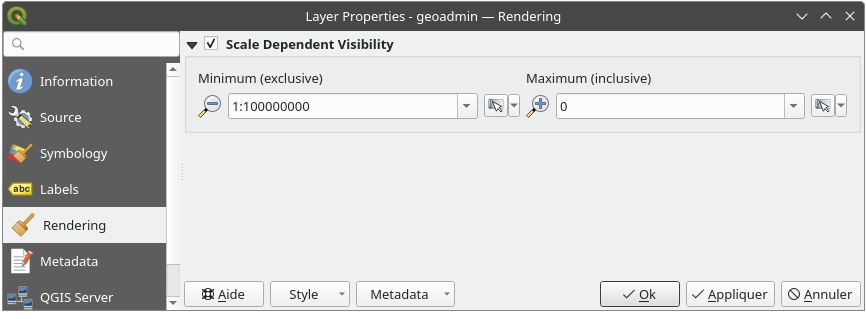 Layer Properties - geoadmin — Rendering
Information
Source
Symbology
abc Labels
Rendering
Metadata
QGIS Server
Scale Dependent Visibility
Minimum (exclusive) Maximum (inclusive)
1:100000000 0
Aide Style Metadata Ok Appliquer Annuler